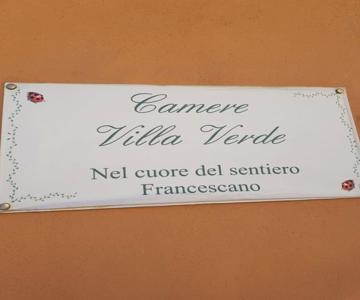 Camere
Villa Verde
Nel cuore del sentiero
Francescano